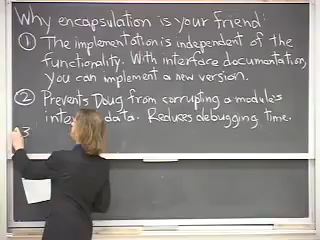 Why encapsulation is your friend:
① The implementation is independent of the
functionality. With interface documentation,
you can implement a new version.
② Prevents Doug from corrupting a module's
data. Reduces debugging time.
3